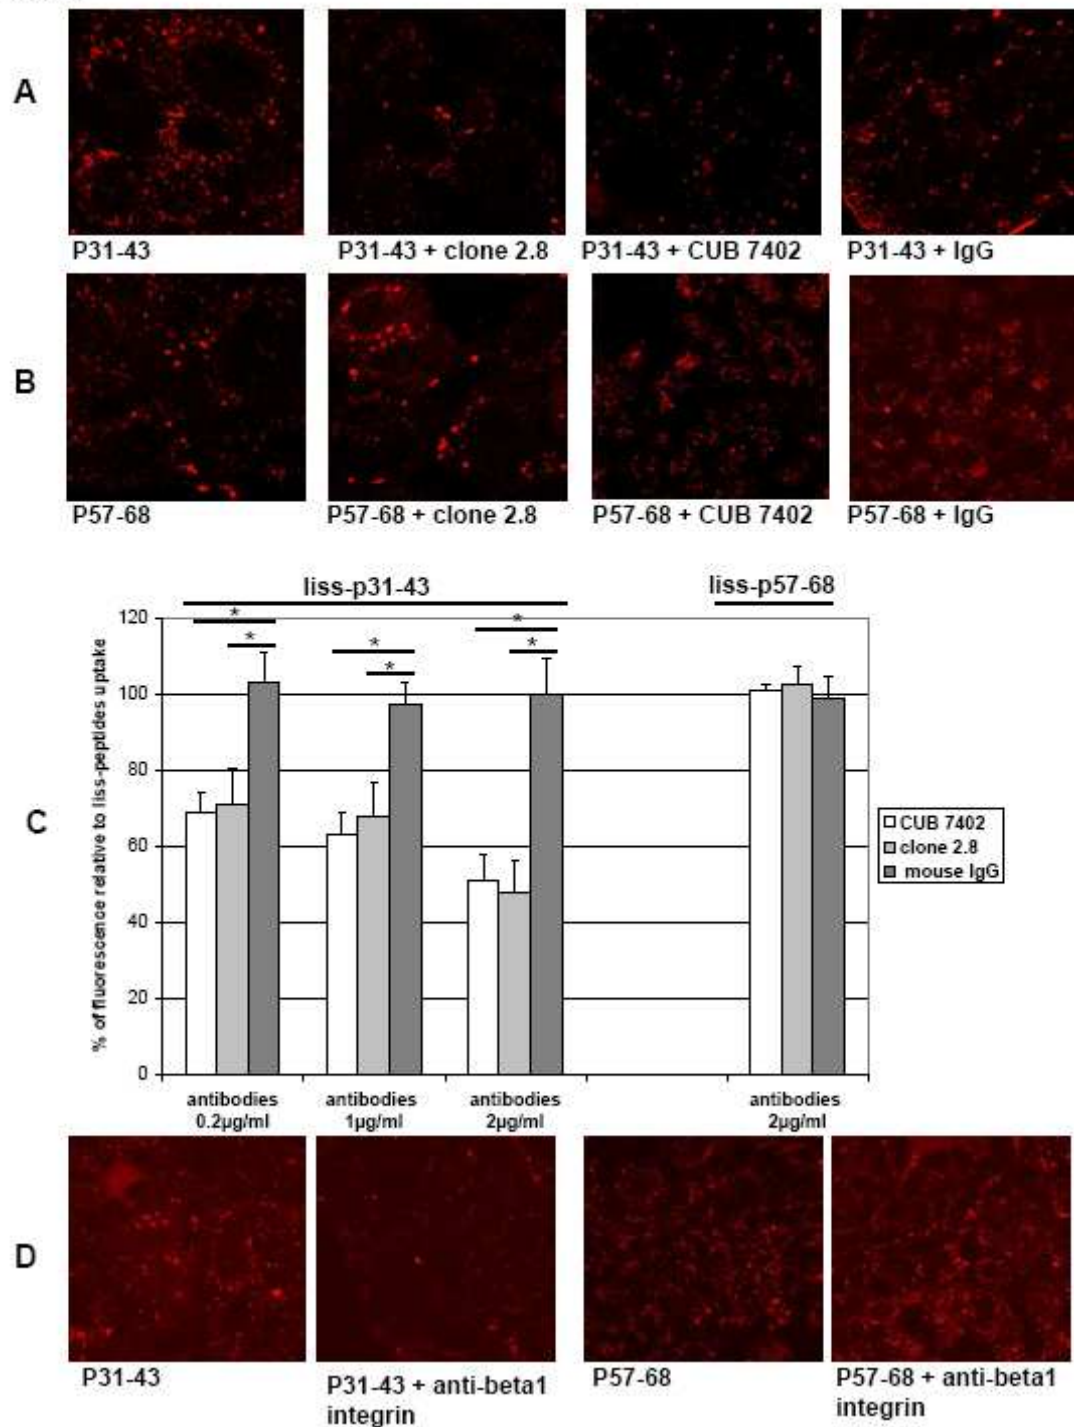 A
P31-43
P31-43 + clone 2.8
P31-43 + CUB 7402
P31-43 + IgG
B
P57-68
P57-68 + clone 2.8
P57-68 + CUB 7402
P57-68 + IgG
liss-p31-43
liss-p57-68
C
% of fluorescence relative to liss-peptides uptake
120
100
80
60
40
20
0
*
*
*
*
*
*
CUB 7402
clone 2.8
mouse IgG
antibodies
0.2µg/ml
antibodies
1µg/ml
antibodies
2µg/ml
antibodies
2µg/ml
D
P31-43
P31-43 + anti-beta1
integrin
P57-68
P57-68 + anti-beta1
integrin